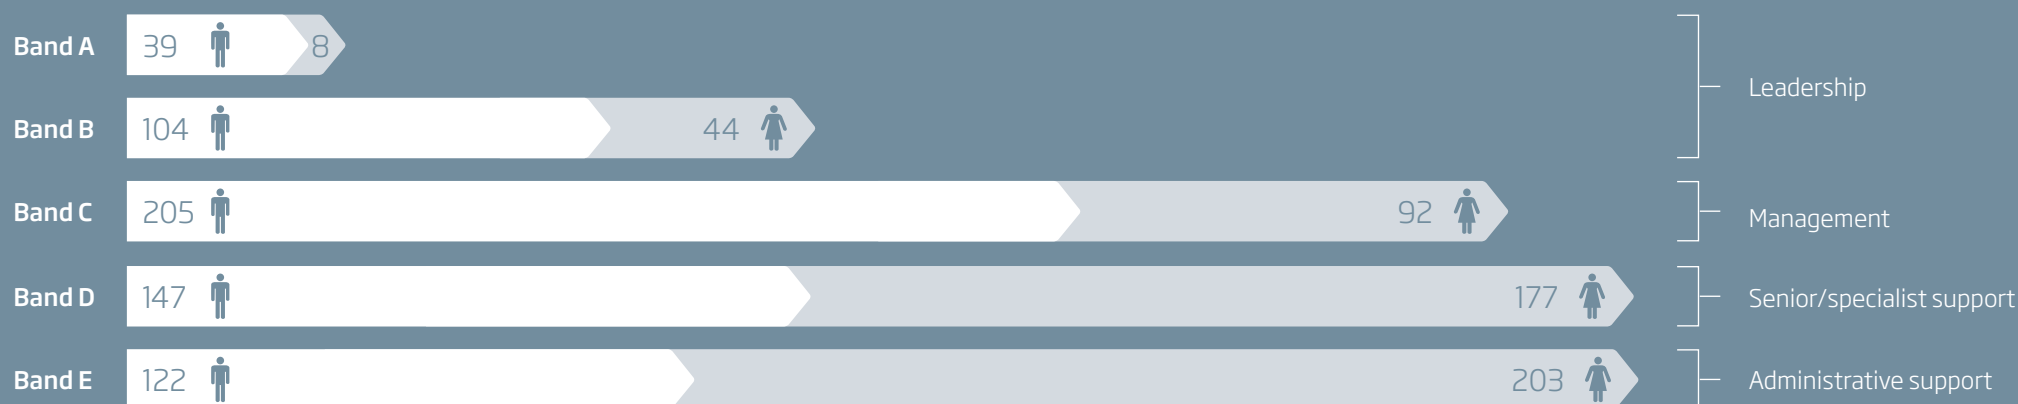 Band A 39 8
Leadership
Band B 104 44
Band C 205 92 Management
Band D 147 177 Senior/specialist support
Band E 122 203 Administrative support